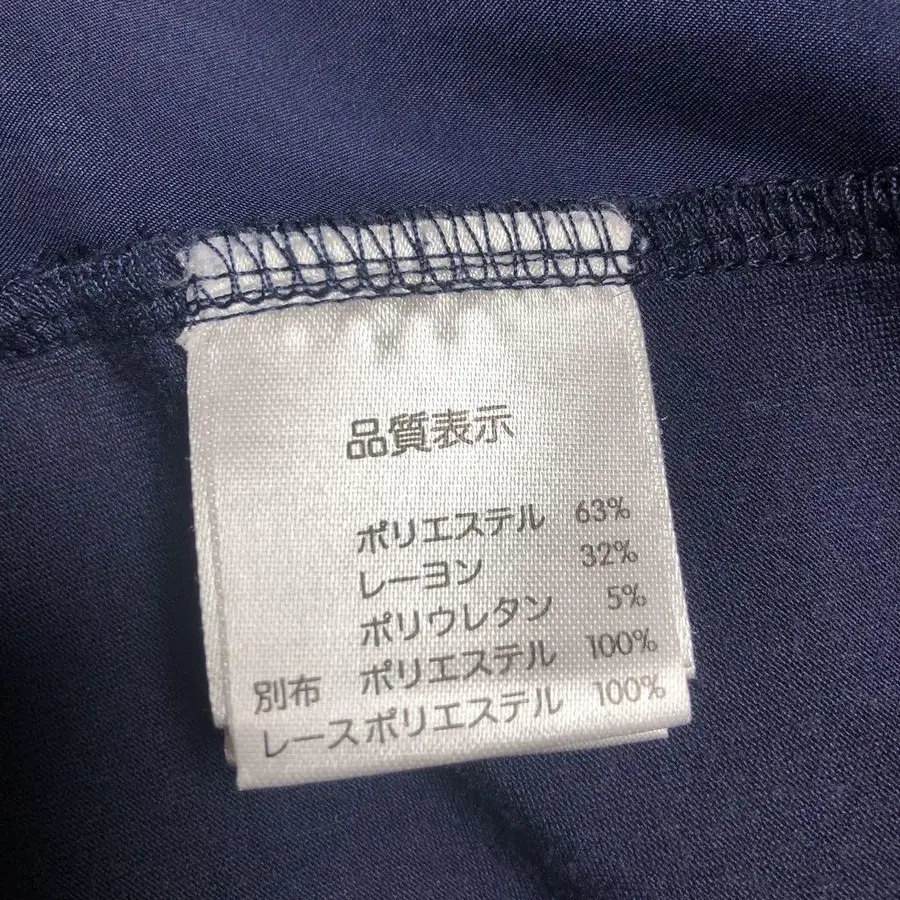 品質表示
ポリエステル 63%
レーヨン 32%
ポリウレタン 5%
別布 ポリエステル 100%
レースポリエステル 100%